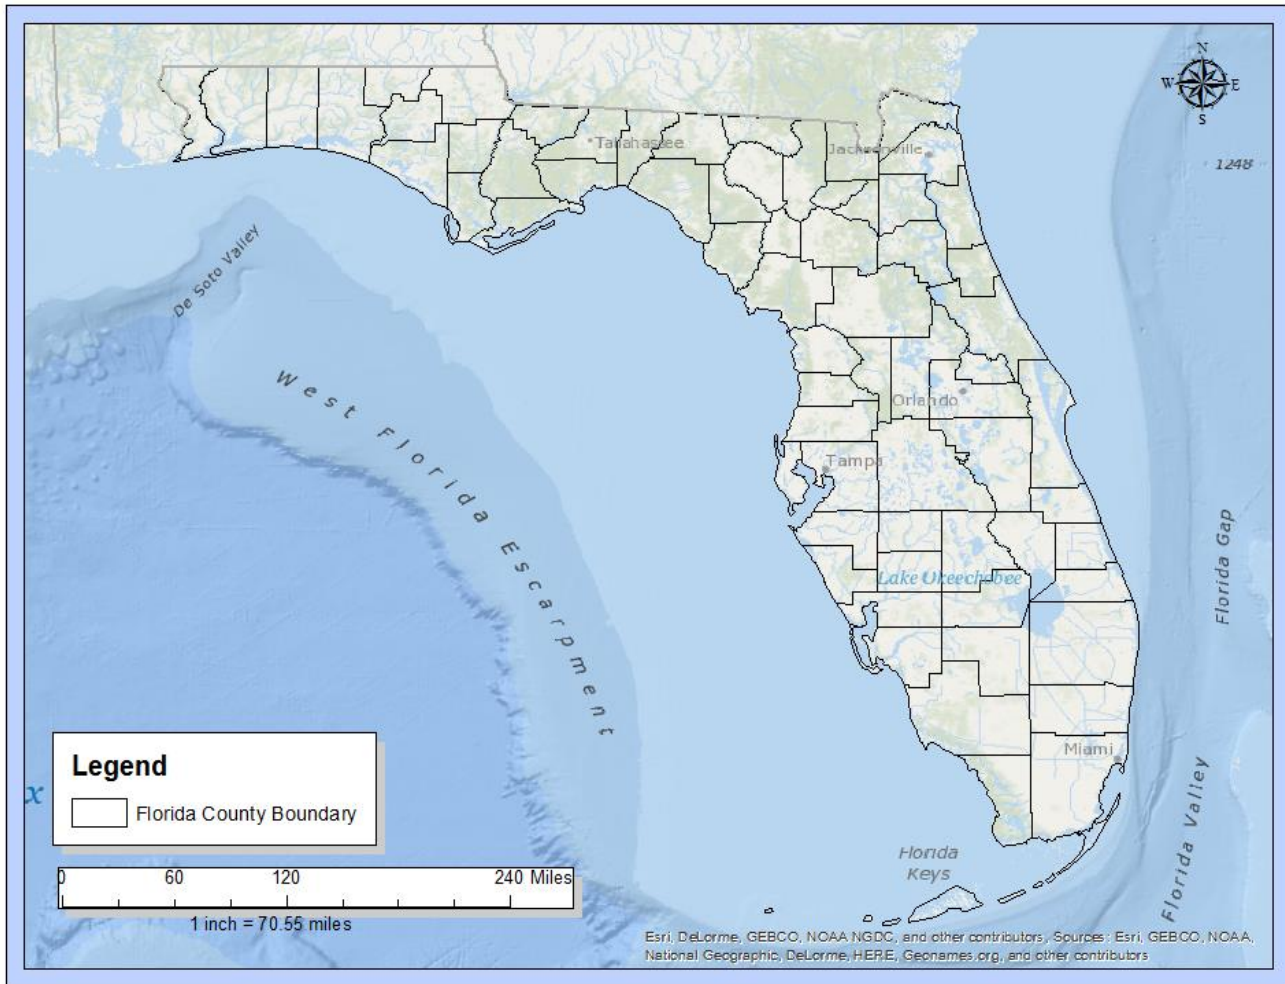 N
W E
S
Tallahassee
Jacksonville
1248
De Soto Valley
West Florida Escarpment
Orlando
Tampa
Florida Gap
Lake Okeechobee
Legend
Florida County Boundary
x
Miami
Florida Valley
Florida
Keys
0 60 120 240 Miles
1 inch = 70.55 miles
Esri, DeLorme, GEBCO, NOAA NGDC, and other contributors, Sources: Esri, GEBCO, NOAA,
National Geographic, DeLorme, HERE, Geonames.org, and other contributors